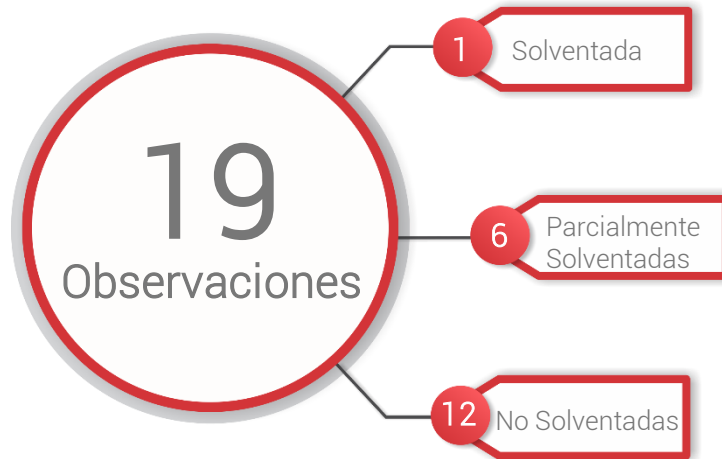 19
Observaciones
1
Solventada
6
Parcialmente
Solventadas
12
No Solventadas